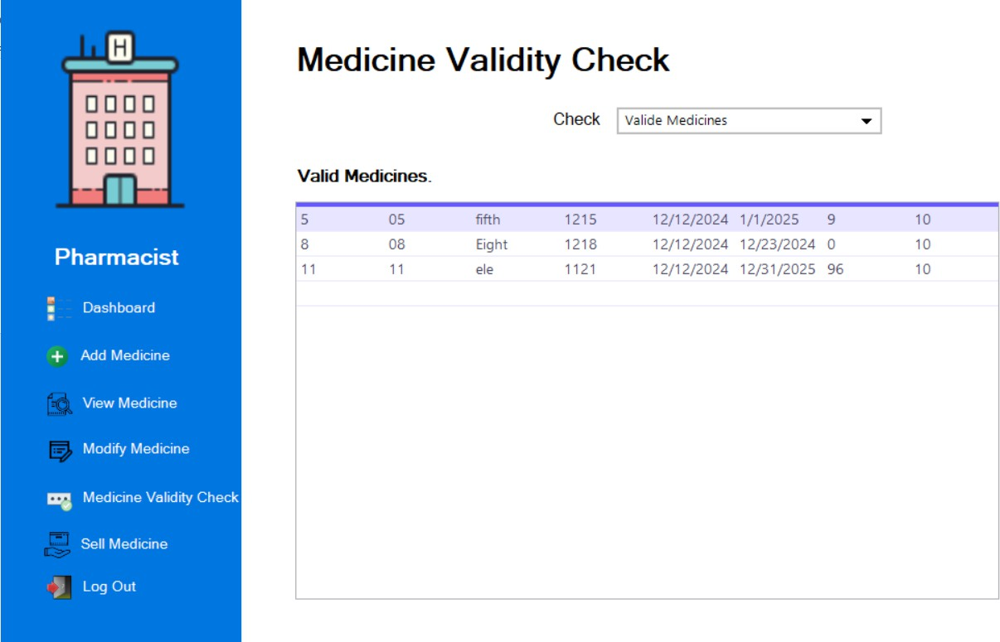 H
Pharmacist
Dashboard
Add Medicine
View Medicine
Modify Medicine
Medicine Validity Check
Sell Medicine
Log Out
Medicine Validity Check
Check Valide Medicines
Valid Medicines.
5 05 fifth 1215 12/12/2024 1/1/2025 9 10
8 08 Eight 1218 12/12/2024 12/23/2024 0 10
11 11 ele 1121 12/12/2024 12/31/2025 96 10